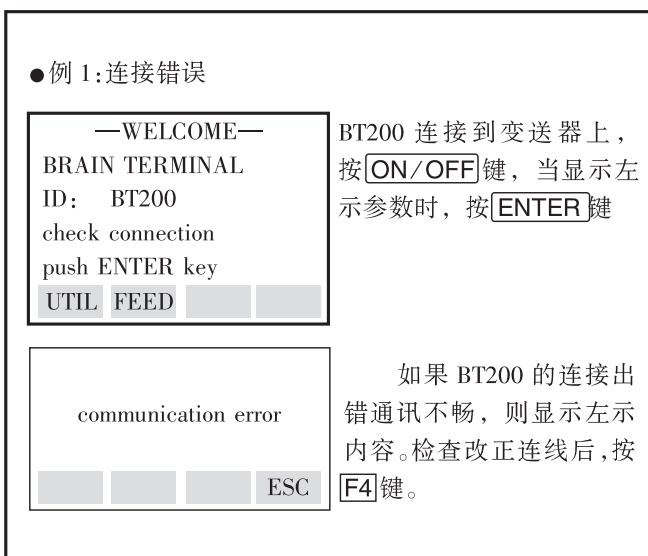 ●例 1:连接错误
—WELCOME—
BRAIN TERMINAL
ID: BT200
check connection
push ENTER key
UTIL FEED
BT200 连接到变送器上，
按ON/OFF键，当显示左
示参数时，按ENTER键
communication error
ESC
如果 BT200 的连接出
错通讯不畅，则显示左示
内容。检查改正连线后，按
F4键。